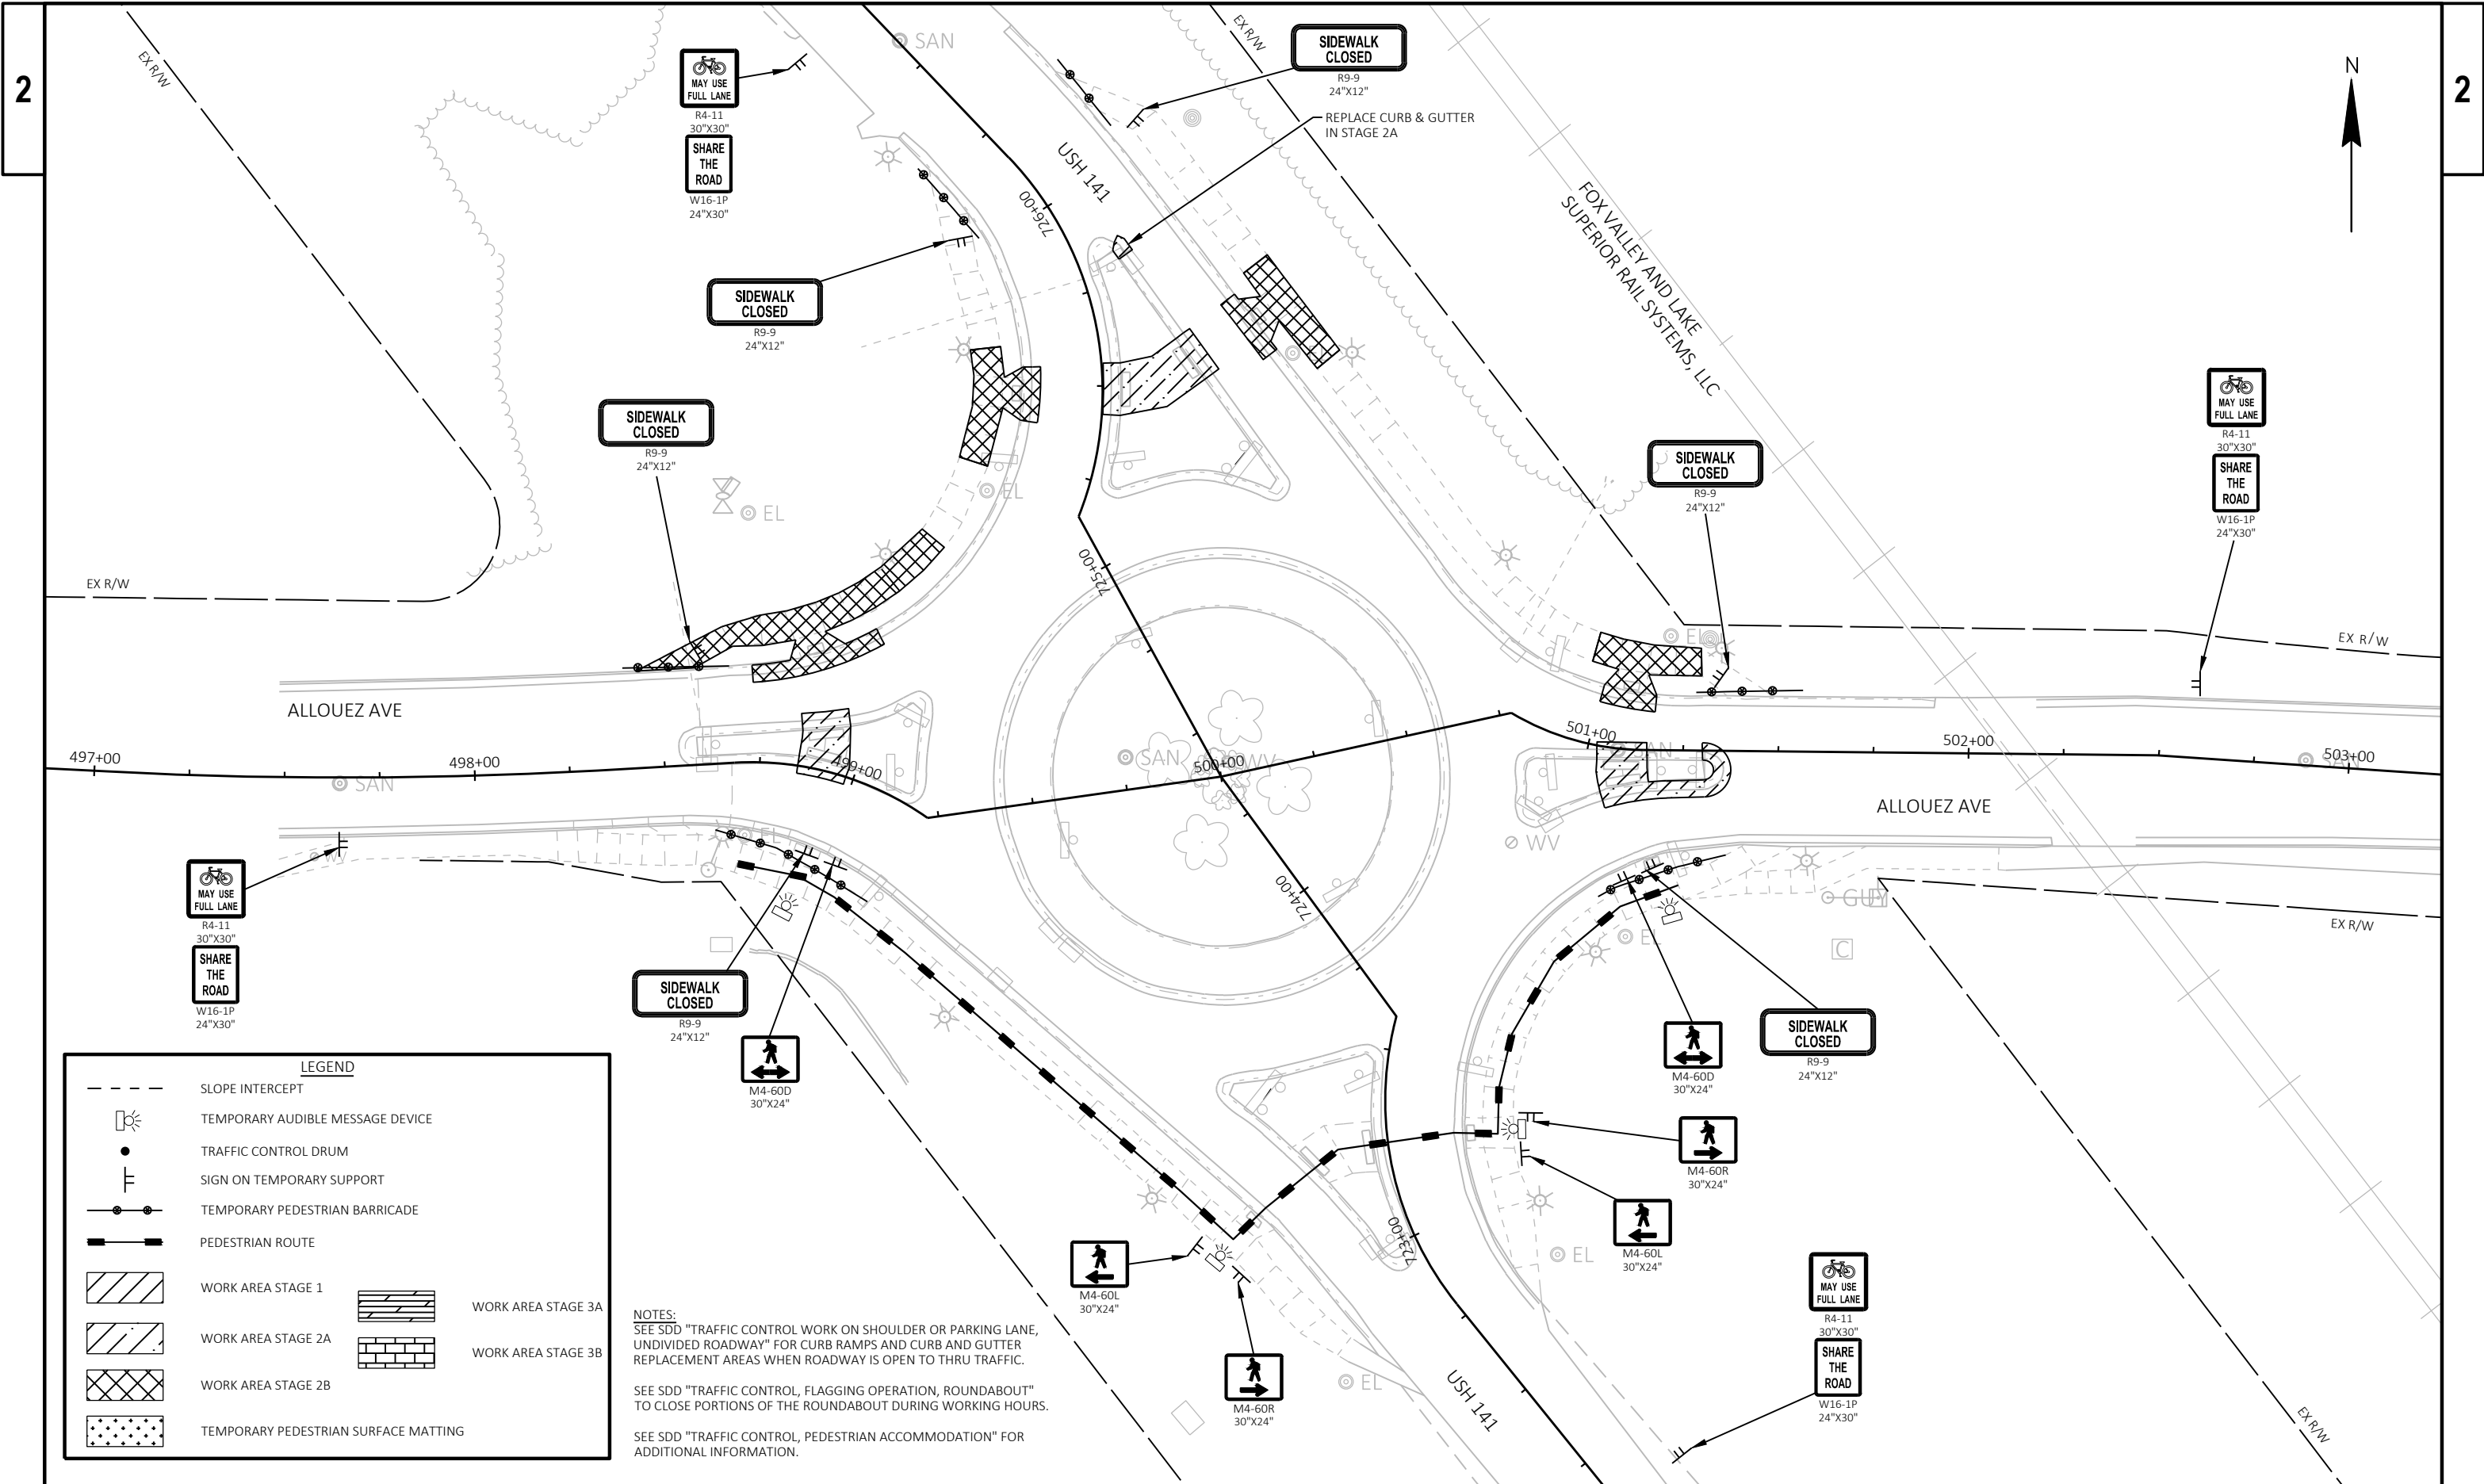 2
2
N
EX R/W
SAN
MAY USE
FULL LANE
R4-11
30"X30"
SHARE
THE
ROAD
W16-1P
24"X30"
SIDEWALK
CLOSED
R9-9
24"X12"
EX R/W
REPLACE CURB & GUTTER
IN STAGE 2A
USH 141
726+00
FOX VALLEY AND LAKE
SUPERIOR RAIL SYSTEMS, LLC
SIDEWALK
CLOSED
R9-9
24"X12"
SIDEWALK
CLOSED
R9-9
24"X12"
EL
EL
SIDEWALK
CLOSED
R9-9
24"X12"
MAY USE
FULL LANE
R4-11
30"X30"
SHARE
THE
ROAD
W16-1P
24"X30"
EX R/W
725+00
EL
EX R/W
ALLOUEZ AVE
497+00
498+00
499+00
SAN
500+00
WV
501+00
SAN
502+00
SAN
503+00
SAN
ALLOUEZ AVE
WV
EL
724+00
GUY
EX R/W
EL
C
MAY USE
FULL LANE
R4-11
30"X30"
SHARE
THE
ROAD
W16-1P
24"X30"
SIDEWALK
CLOSED
R9-9
24"X12"
M4-60D
30"X24"
SIDEWALK
CLOSED
R9-9
24"X12"
M4-60D
30"X24"
M4-60R
30"X24"
M4-60L
30"X24"
723+00
EL
M4-60L
30"X24"
M4-60R
30"X24"
EL
USH 141
MAY USE
FULL LANE
R4-11
30"X30"
SHARE
THE
ROAD
W16-1P
24"X30"
EX R/W
LEGEND
SLOPE INTERCEPT
TEMPORARY AUDIBLE MESSAGE DEVICE
TRAFFIC CONTROL DRUM
SIGN ON TEMPORARY SUPPORT
TEMPORARY PEDESTRIAN BARRICADE
PEDESTRIAN ROUTE
WORK AREA STAGE 1
WORK AREA STAGE 2A
WORK AREA STAGE 2B
TEMPORARY PEDESTRIAN SURFACE MATTING
WORK AREA STAGE 3A
WORK AREA STAGE 3B
NOTES:
SEE SDD "TRAFFIC CONTROL WORK ON SHOULDER OR PARKING LANE,
UNDIVIDED ROADWAY" FOR CURB RAMPS AND CURB AND GUTTER
REPLACEMENT AREAS WHEN ROADWAY IS OPEN TO THRU TRAFFIC.
SEE SDD "TRAFFIC CONTROL, FLAGGING OPERATION, ROUNDABOUT"
TO CLOSE PORTIONS OF THE ROUNDABOUT DURING WORKING HOURS.
SEE SDD "TRAFFIC CONTROL, PEDESTRIAN ACCOMMODATION" FOR
ADDITIONAL INFORMATION.